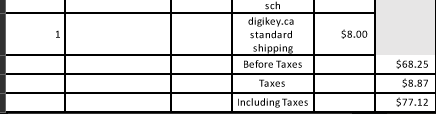 sch
digikey.ca
1 standard $8.00
shipping
Before Taxes $68.25
Taxes $8.87
Including Taxes $77.12